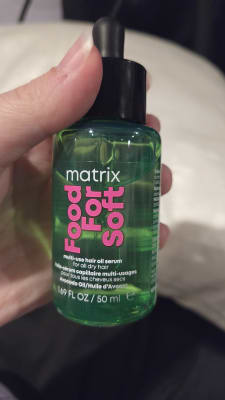 matrix
Food
For
Soft
multi-use hair oil serum
for all dry hair
huile-sérum capillaire multi-usages
pour tous les cheveux secs
Avocado Oil/Huile d'Avocat
1.69 FL OZ / 50 ml e